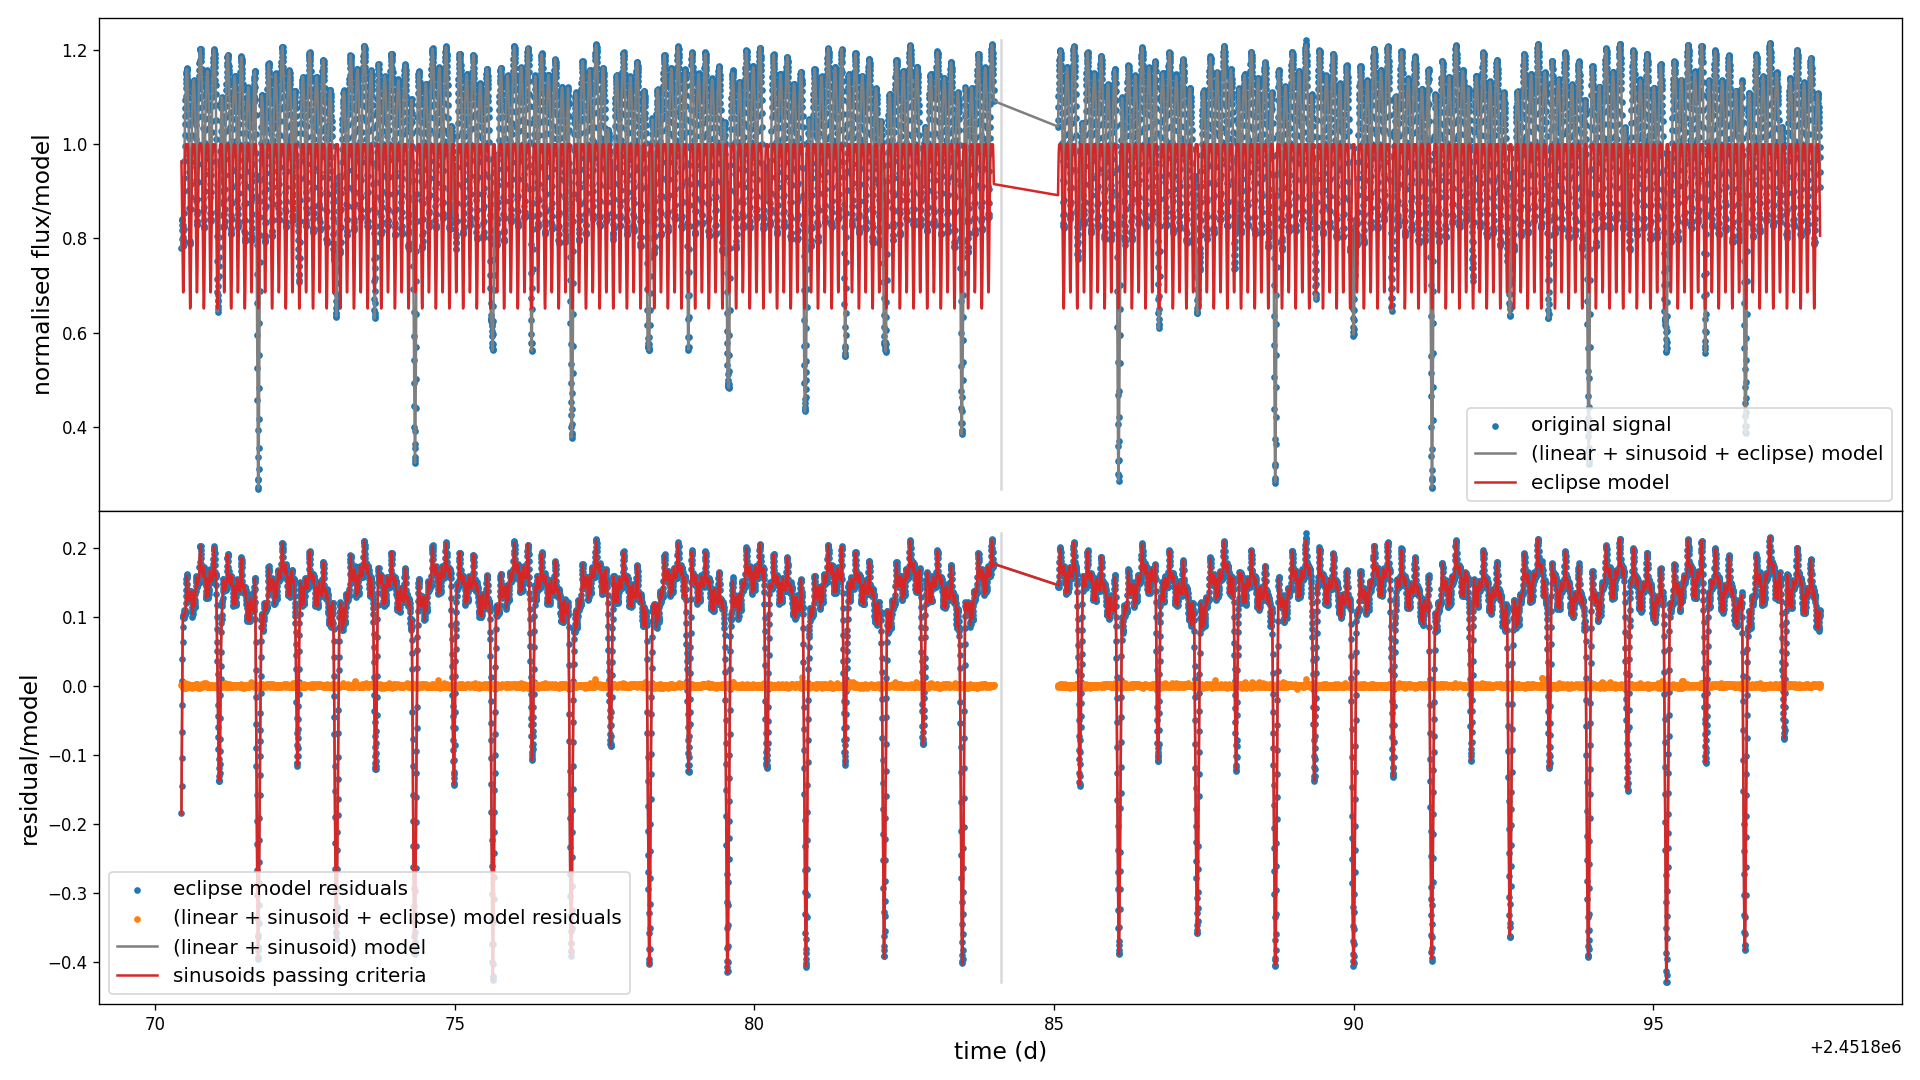 normalised flux/model
1.2
1.0
0.8
0.6
0.4
original signal
(linear + sinusoid + eclipse) model
eclipse model
residual/model
0.2
0.1
0.0
−0.1
−0.2
−0.3
−0.4
eclipse model residuals
(linear + sinusoid + eclipse) model residuals
(linear + sinusoid) model
sinusoids passing criteria
70
75
80
85
90
95
time (d)
+2.4518e6